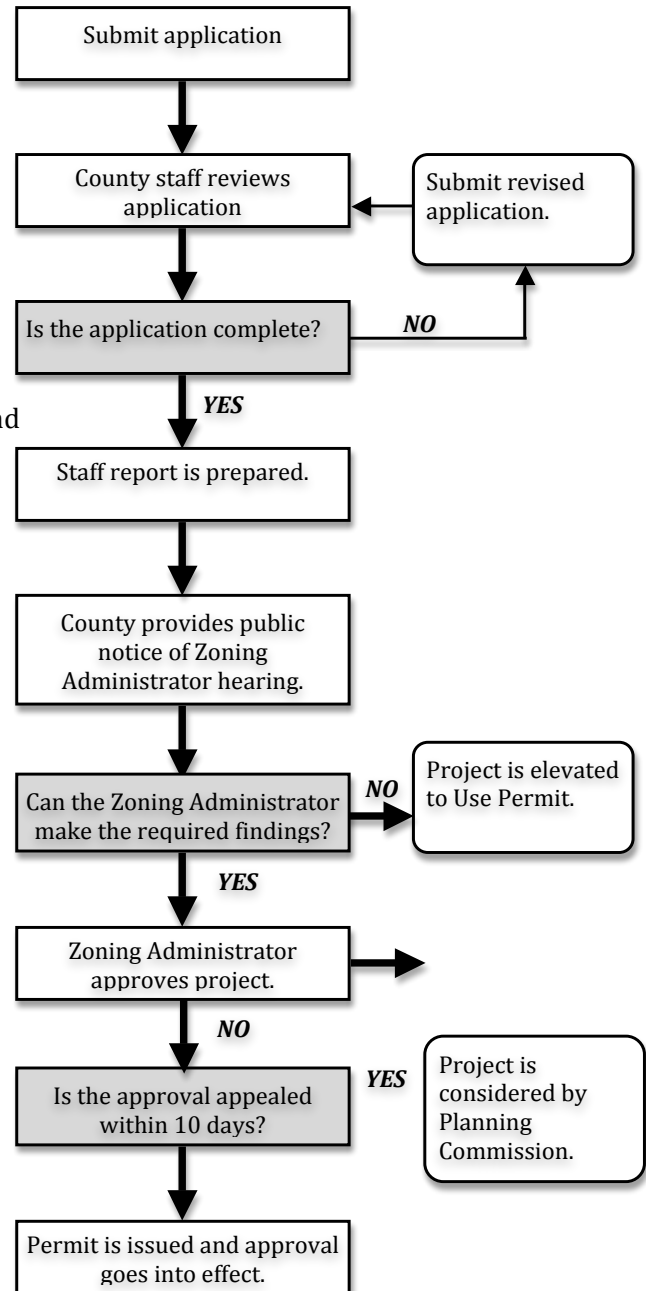 Submit application
County staff reviews
application
Submit revised
application.
Is the application complete?
NO
YES
nd
Staff report is prepared.
County provides public
notice of Zoning
Administrator hearing.
Can the Zoning Administrator
make the required findings?
NO
Project is elevated
to Use Permit.
YES
Zoning Administrator
approves project.
NO
Is the approval appealed
within 10 days?
YES
Project is
considered by
Planning
Commission.
Permit is issued and approval
goes into effect.